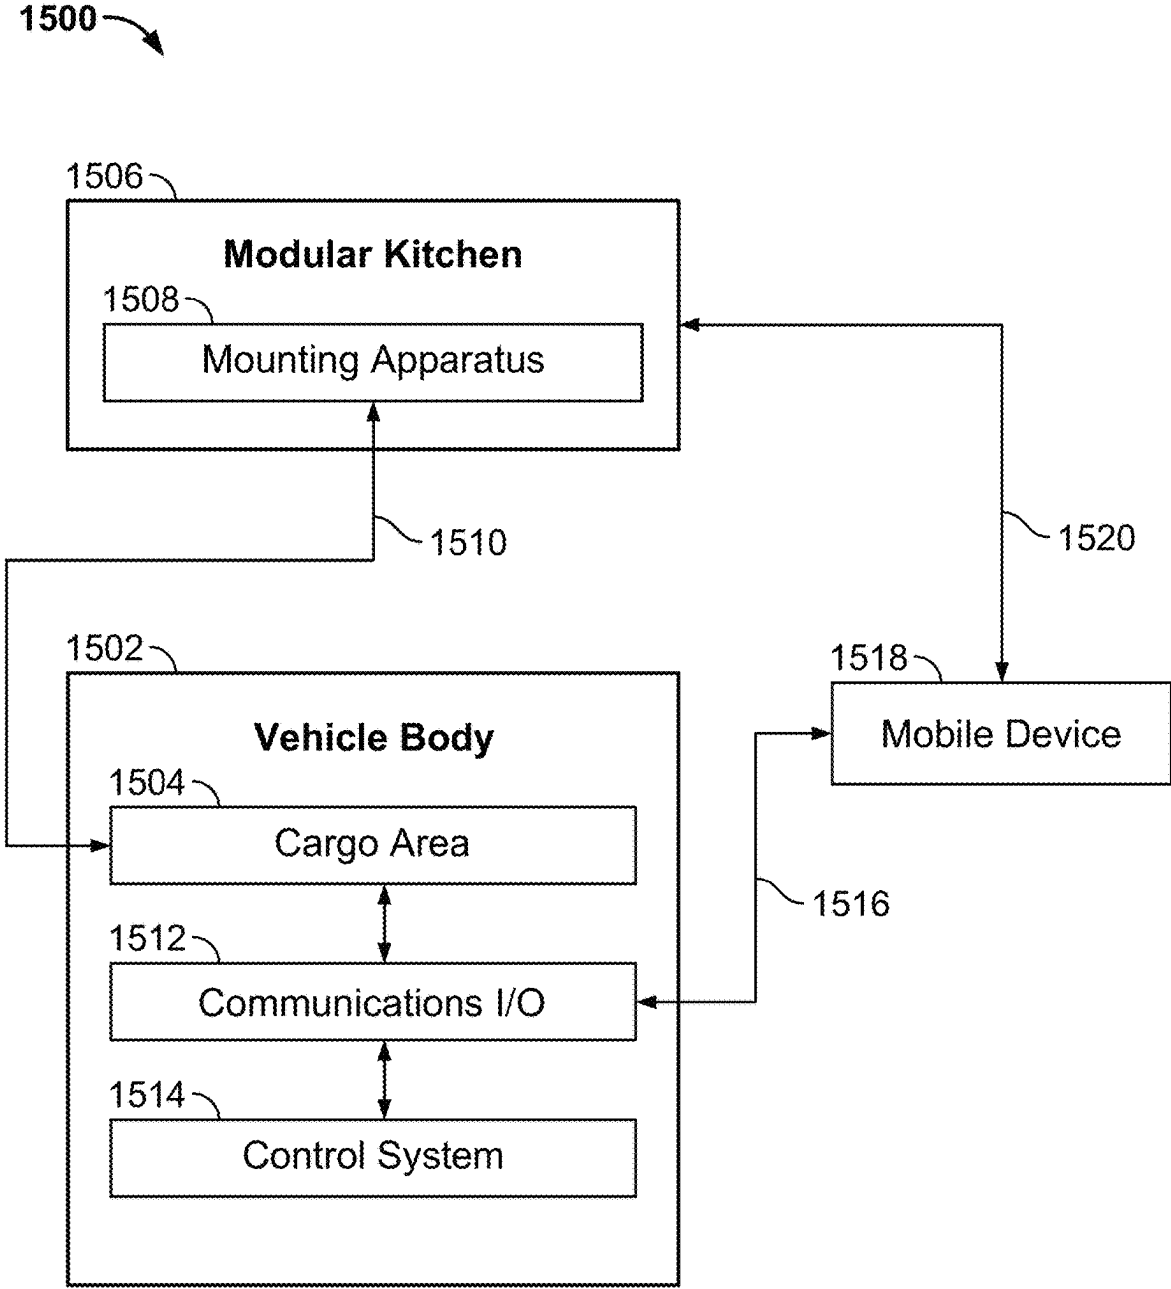 1500
1506
Modular Kitchen
1508
Mounting Apparatus
1510
1520
1502
1518
Vehicle Body
Mobile Device
1504
Cargo Area
1516
1512
Communications I/O
1514
Control System